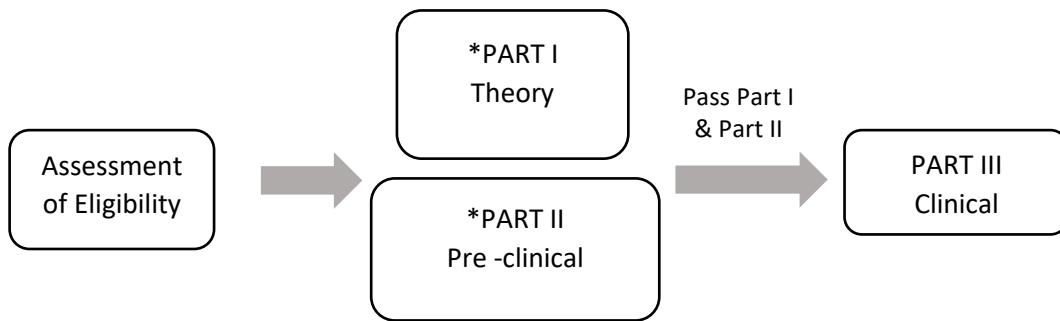 Assessment
of Eligibility
*PART I
Theory
*PART II
Pre -clinical
Pass Part I
& Part II
PART III
Clinical